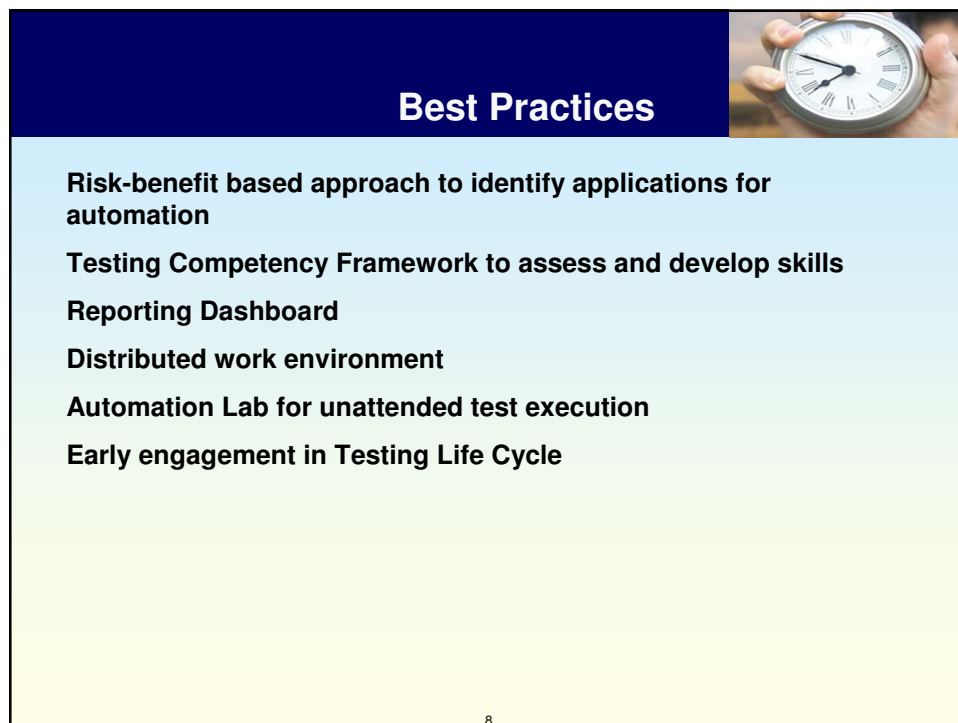 Best Practices
Risk-benefit based approach to identify applications for
automation
Testing Competency Framework to assess and develop skills
Reporting Dashboard
Distributed work environment
Automation Lab for unattended test execution
Early engagement in Testing Life Cycle
8